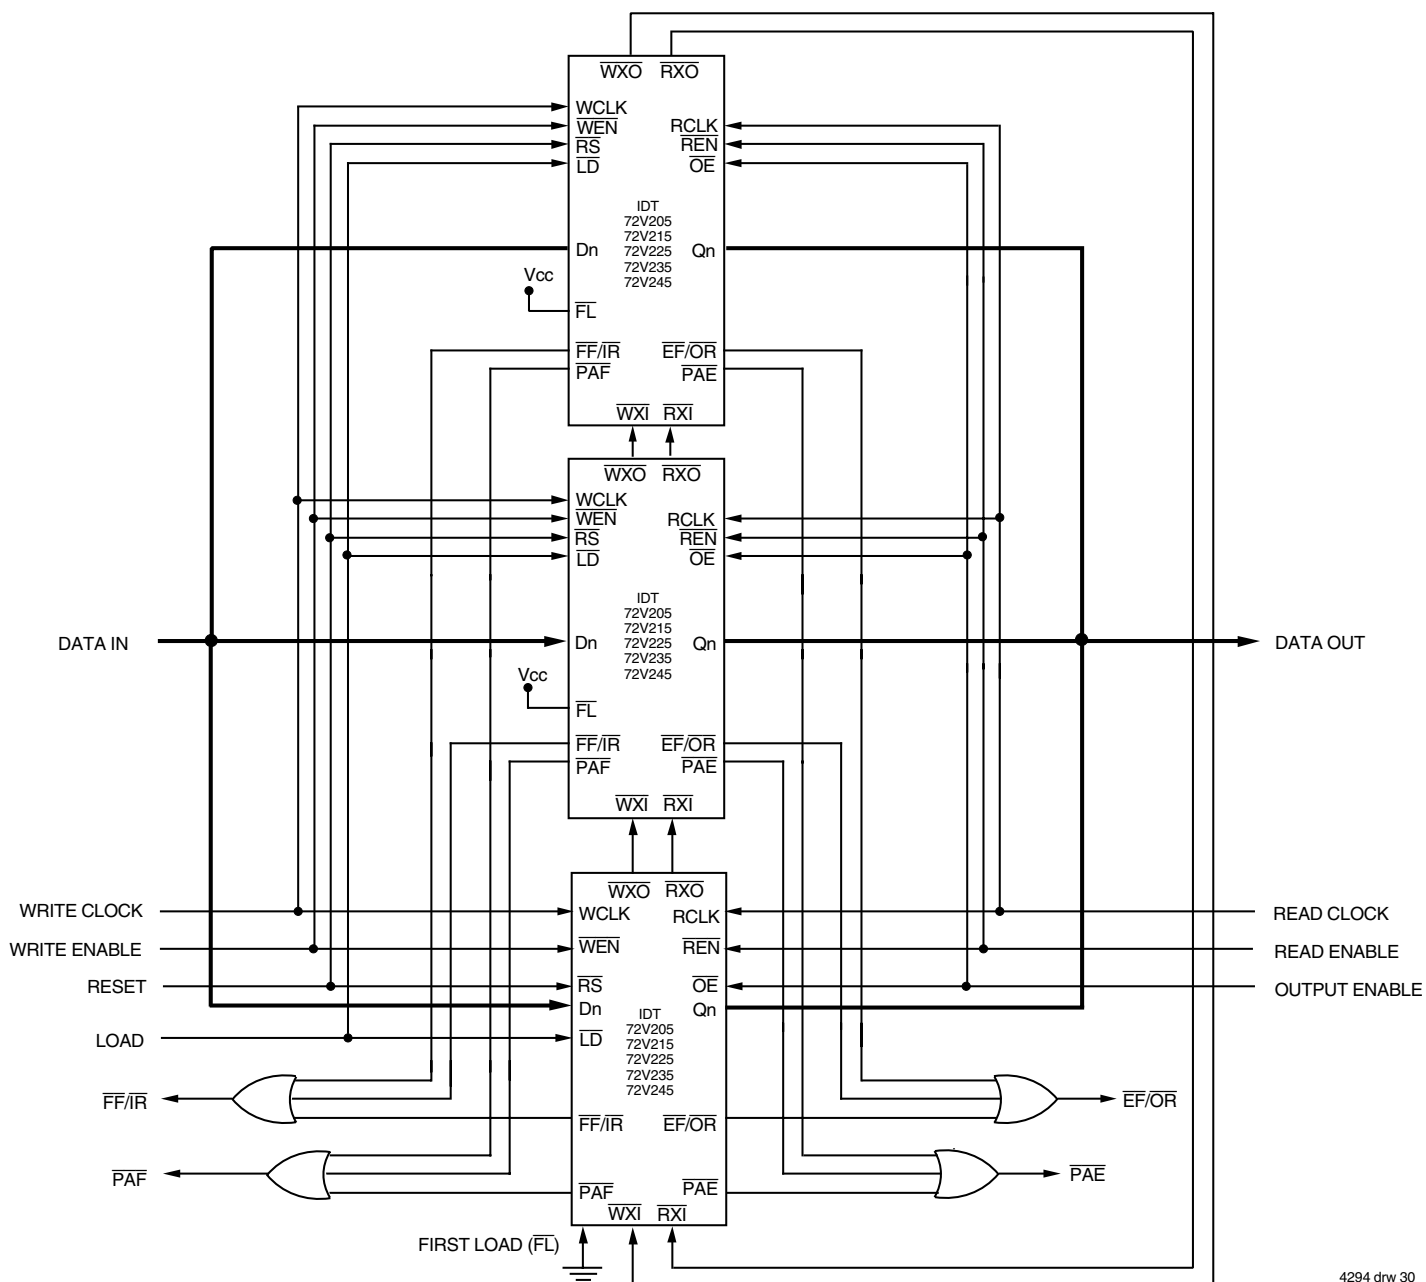 WXO RXO
WCLK
WEN RCLK
RS REN
LD OE
IDT
72V205
72V215
Dn 72V225 Qn
72V235
72V245
Vcc
FL
FF/IR EF/OR
PAF PAE
WXI RXI
WXO RXO
WCLK
WEN RCLK
RS REN
LD OE
IDT
72V205
72V215
DATA IN Dn 72V225 Qn DATA OUT
72V235
72V245
Vcc
FL
FF/IR EF/OR
PAF PAE
WXI RXI
WXO RXO
WRITE CLOCK WCLK RCLK READ CLOCK
WRITE ENABLE WEN REN READ ENABLE
RESET RS OE OUTPUT ENABLE
Dn Qn
IDT
72V205
LOAD LD 72V215
72V225
72V235
72V245
FF/IR EF/OR
FF/IR EF/OR
PAF PAE
PAF PAE
WXI RXI
FIRST LOAD (FL)
4294 drw 30